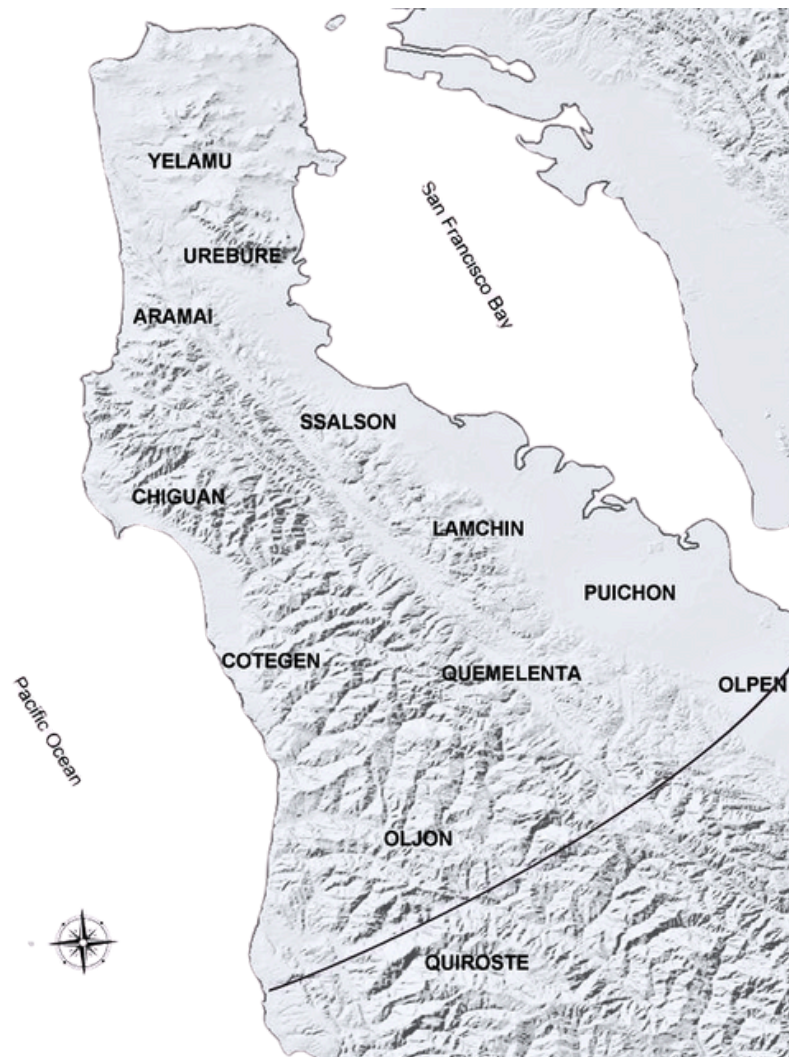 YELAMU
San Francisco Bay
UREBURE
ARAMAI
SSALSON
CHIGUAN
LAMCHIN
PUICHON
COTEGEN
QUEMELENTA
OLPEN
Pacific Ocean
OLJON
QUIROSTE